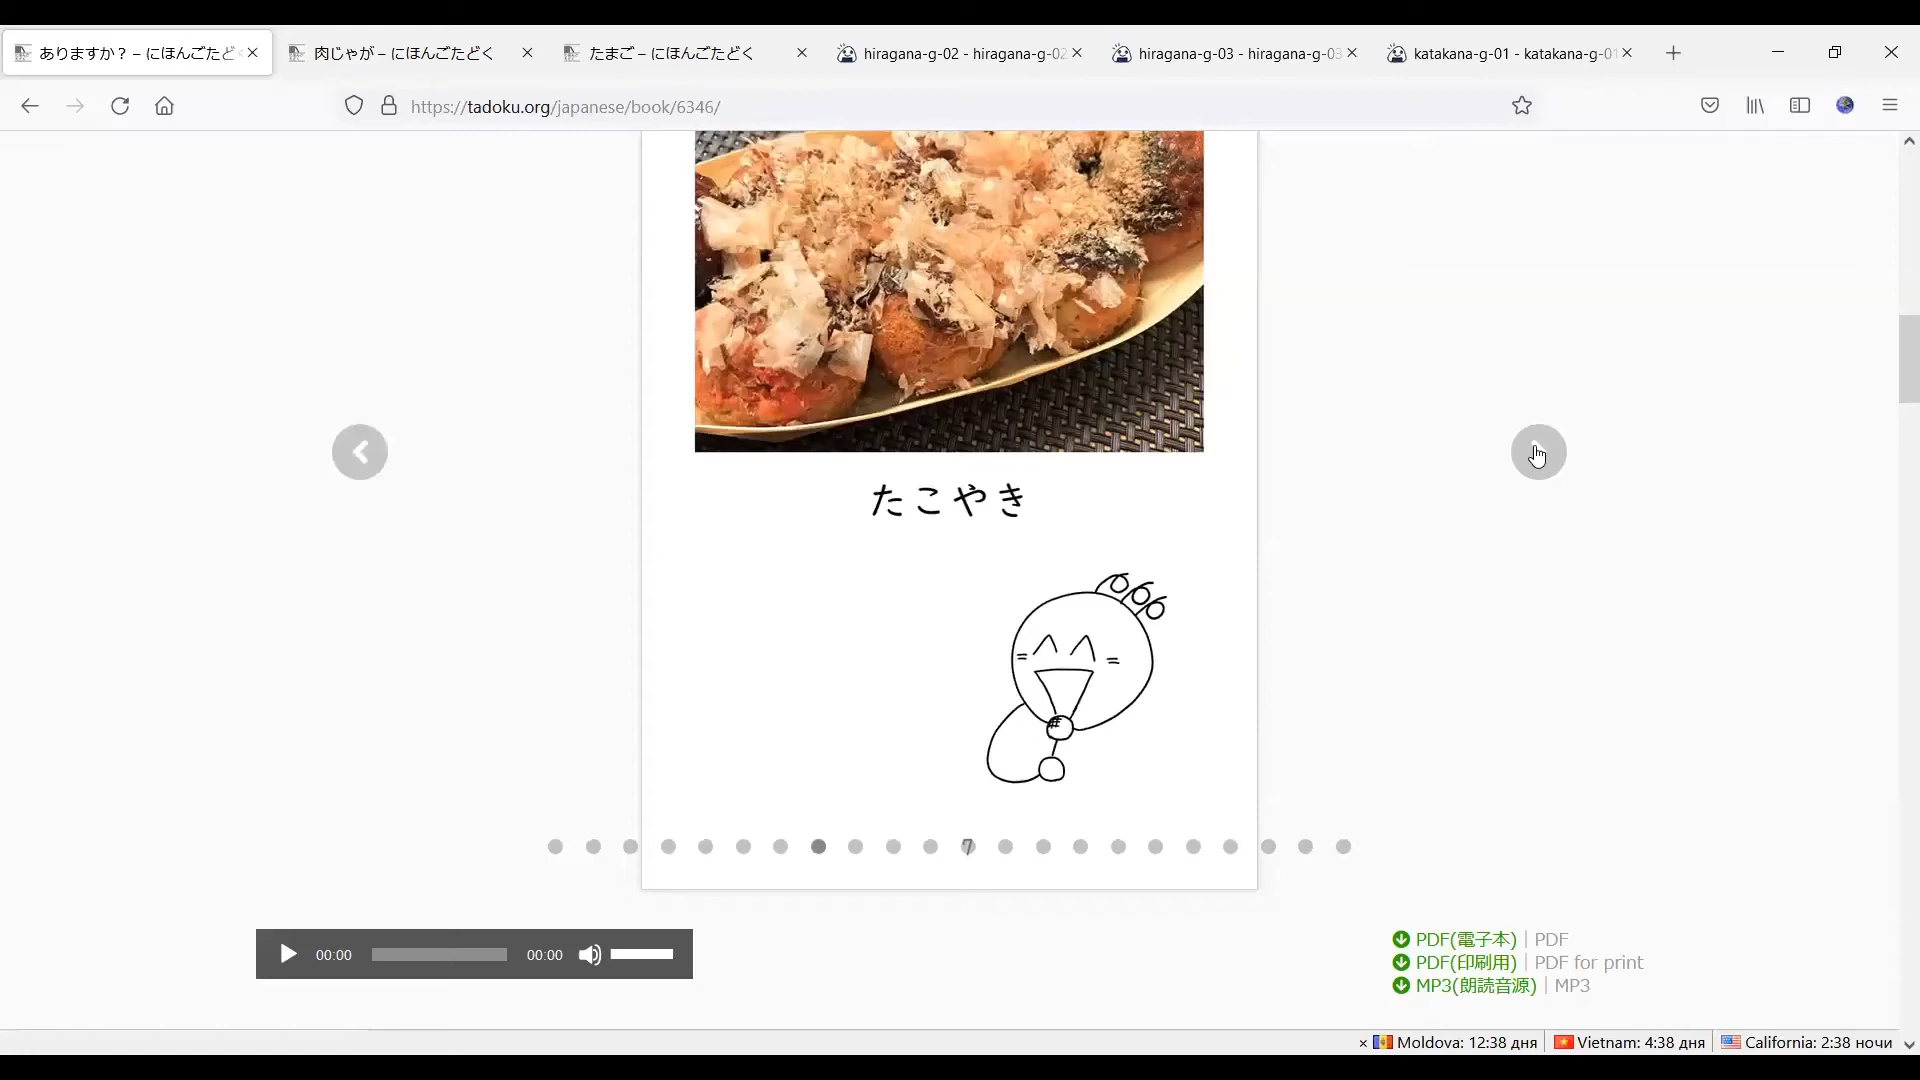 ありますか？ – にほんごたどく
肉じゃが – にほんごたどく
たまご – にほんごたどく
hiragana-g-02 - hiragana-g-02
hiragana-g-03 - hiragana-g-03
katakana-g-01 - katakana-g-01
https://tadoku.org/japanese/book/6346/
たこやき
7
00:00
00:00
PDF(電子本) | PDF
PDF(印刷用) | PDF for print
MP3(朗読音源) | MP3
× Moldova: 12:38 дня
Vietnam: 4:38 дня
California: 2:38 ночи